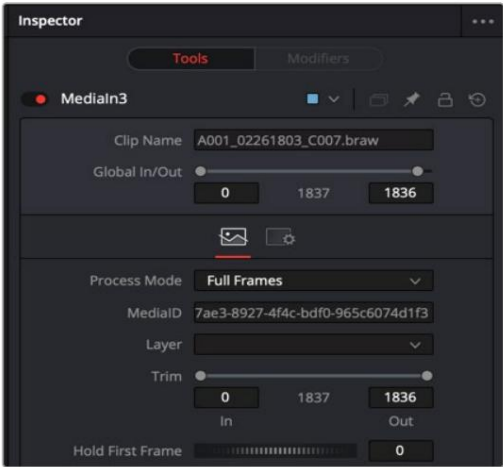 Inspector
Tools Modifiers
MediaIn3
Clip Name A001_02261803_C007.braw
Global In/Out
0 1837 1836
Process Mode Full Frames
MediaID 7ae3-8927-4f4c-bdf0-965c6074d1f3
Layer
Trim
0 1837 1836
In Out
Hold First Frame 0